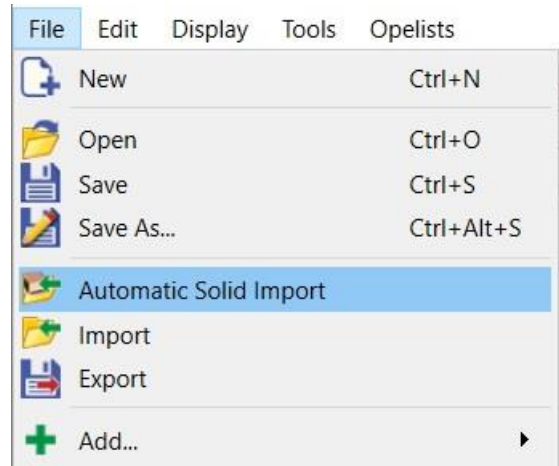 File Edit Display Tools Opelists
New Ctrl+N
Open Ctrl+O
Save Ctrl+S
Save As... Ctrl+Alt+S
Automatic Solid Import
Import
Export
Add...